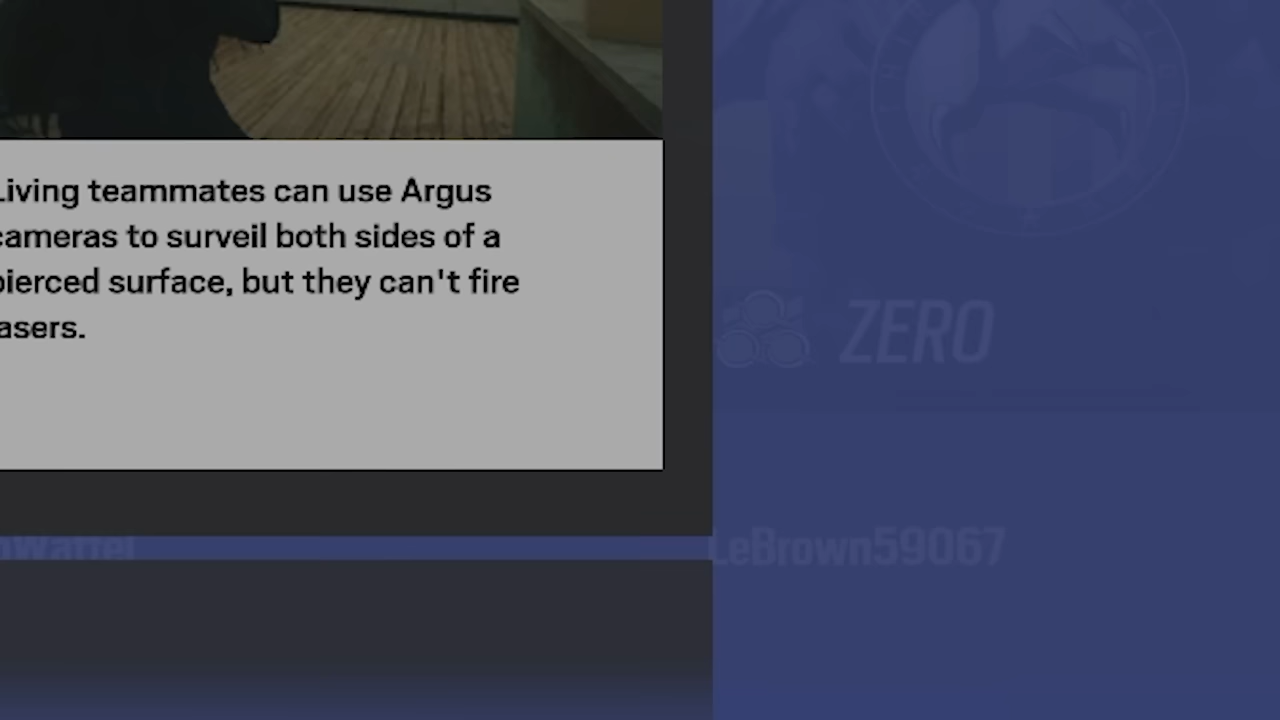 Living teammates can use Argus
cameras to surveil both sides of a
pierced surface, but they can't fire
lasers.
ZERO
LeBrown59067